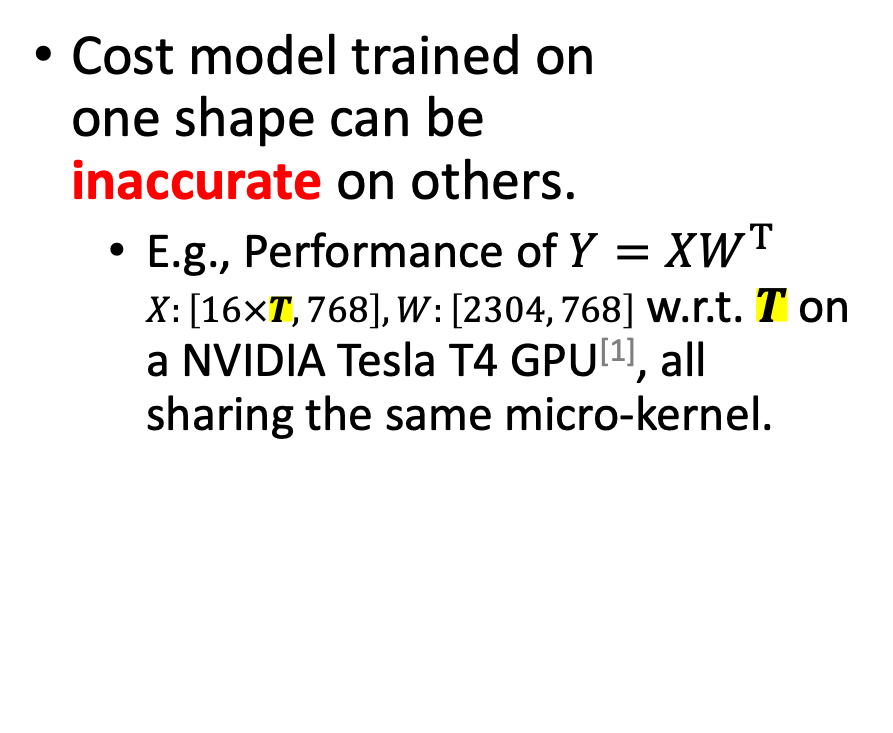 • Cost model trained on
one shape can be
inaccurate on others.
• E.g., Performance of Y = XWᵀ
X: [16×T, 768], W: [2304, 768] w.r.t. T on
a NVIDIA Tesla T4 GPU[1], all
sharing the same micro-kernel.